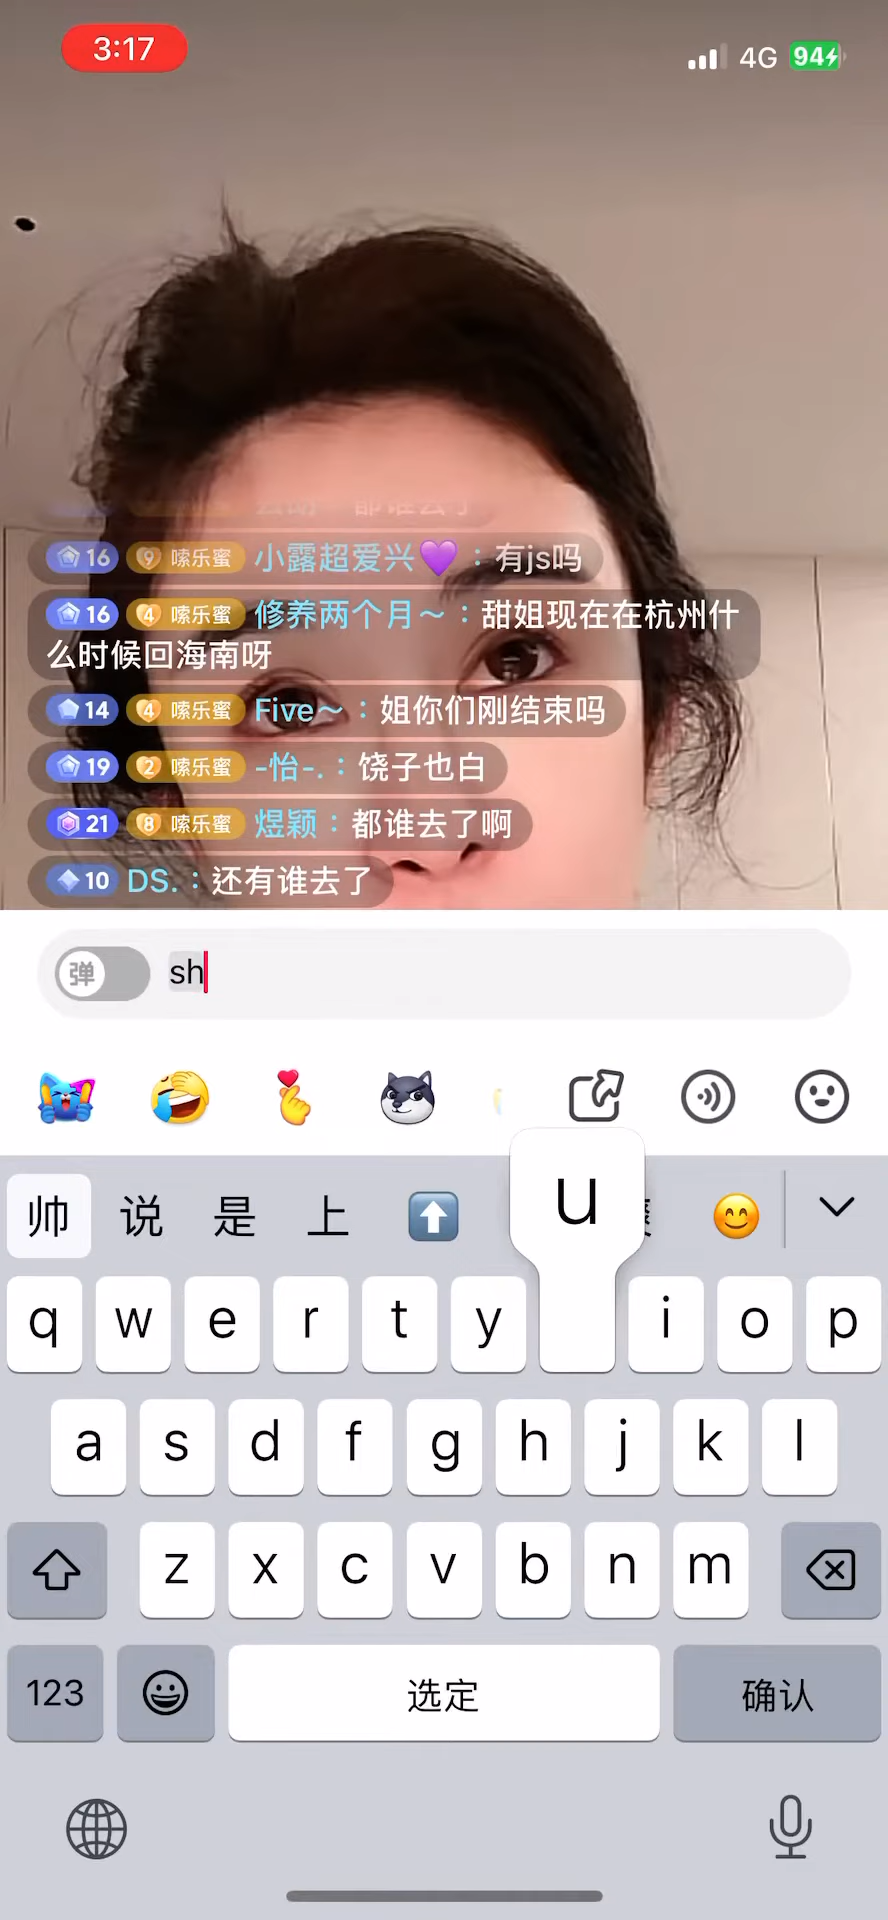 3:17 4G 94
16 9 嗦乐蜜 小露超爱兴💜：有js吗
16 4 嗦乐蜜 修养两个月～：甜姐现在在杭州什
么时候回海南呀
14 4 嗦乐蜜 Five～：姐你们刚结束吗
19 2 嗦乐蜜 -怡-.：饶子也白
21 8 嗦乐蜜 煜颖：都谁去了啊
10 DS.：还有谁去了
弹 sh
帅 说 是 上 ⬆️ 😊
u
q w e r t y i o p
a s d f g h j k l
z x c v b n m
123 选定 确认